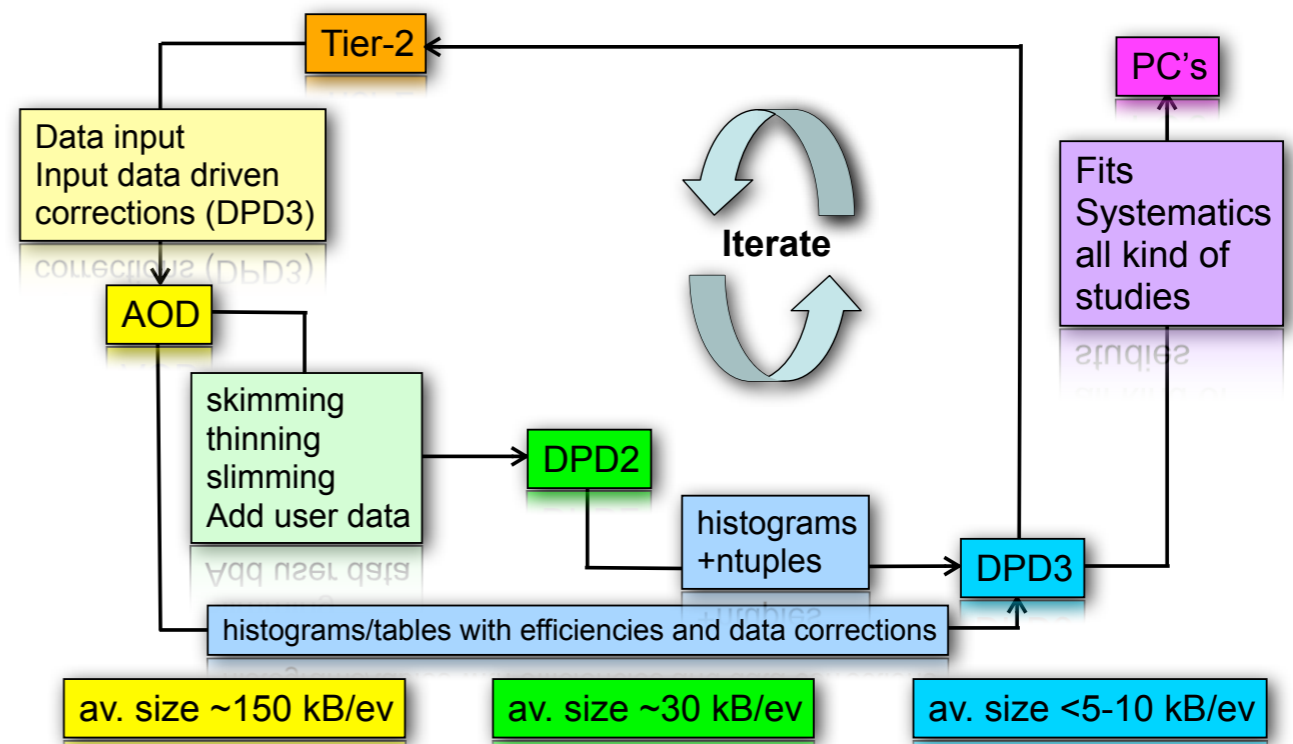 Tier-2
PC's
Data input
Input data driven
corrections (DPD3)
Fits
Systematics
all kind of
studies
Iterate
AOD
skimming
thinning
slimming
Add user data
DPD2
histograms
+ntuples
DPD3
histograms/tables with efficiencies and data corrections
av. size ~150 kB/ev
av. size ~30 kB/ev
av. size <5-10 kB/ev